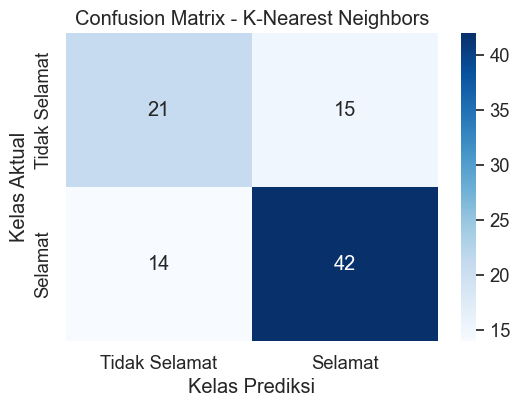 Confusion Matrix - K-Nearest Neighbors
Kelas Aktual
Tidak Selamat
Selamat
21 15
14 42
Tidak Selamat Selamat
Kelas Prediksi
40
35
30
25
20
15